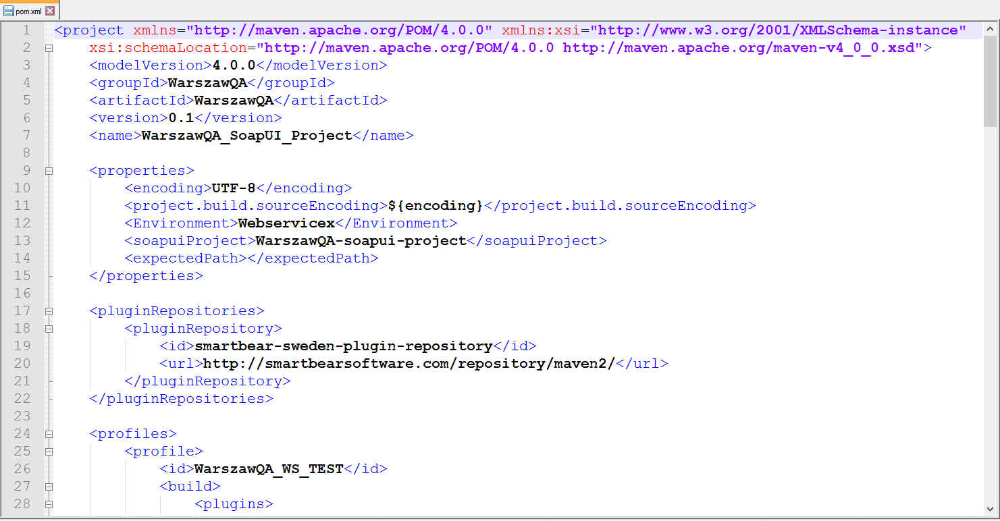 pom.xml
1 <project xmlns="http://maven.apache.org/POM/4.0.0" xmlns:xsi="http://www.w3.org/2001/XMLSchema-instance"
2 xsi:schemaLocation="http://maven.apache.org/POM/4.0.0 http://maven.apache.org/maven-v4_0_0.xsd">
3 <modelVersion>4.0.0</modelVersion>
4 <groupId>WarszawQA</groupId>
5 <artifactId>WarszawQA</artifactId>
6 <version>0.1</version>
7 <name>WarszawQA_SoapUI_Project</name>
8
9 <properties>
10 <encoding>UTF-8</encoding>
11 <project.build.sourceEncoding>${encoding}</project.build.sourceEncoding>
12 <Environment>Webservicex</Environment>
13 <soapuiProject>WarszawQA-soapui-project</soapuiProject>
14 <expectedPath></expectedPath>
15 </properties>
16
17 <pluginRepositories>
18 <pluginRepository>
19 <id>smartbear-sweden-plugin-repository</id>
20 <url>http://smartbearsoftware.com/repository/maven2/</url>
21 </pluginRepository>
22 </pluginRepositories>
23
24 <profiles>
25 <profile>
26 <id>WarszawQA_WS_TEST</id>
27 <build>
28 <plugins>